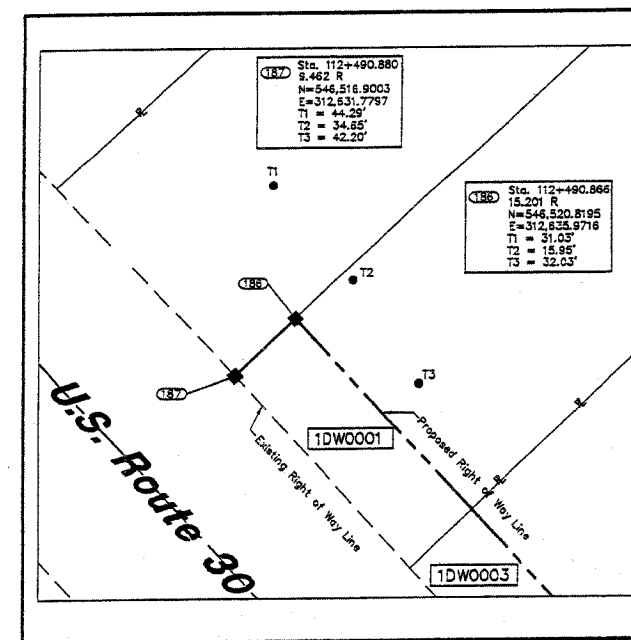 187
Sta. 112+490.880
9.462 R
N=546,516.9003
E=312,631.7797
T1 = 44.29'
T2 = 34.65'
T3 = 42.20'
T1
186
Sta. 112+490.866
15.201 R
N=546,520.8195
E=312,635.9716
T1 = 31.03'
T2 = 15.95'
T3 = 32.03'
T2
186
187
T3
U.S. Route 30
1DW0001
Existing Right of Way Line
Proposed Right of Way Line
1DW0003